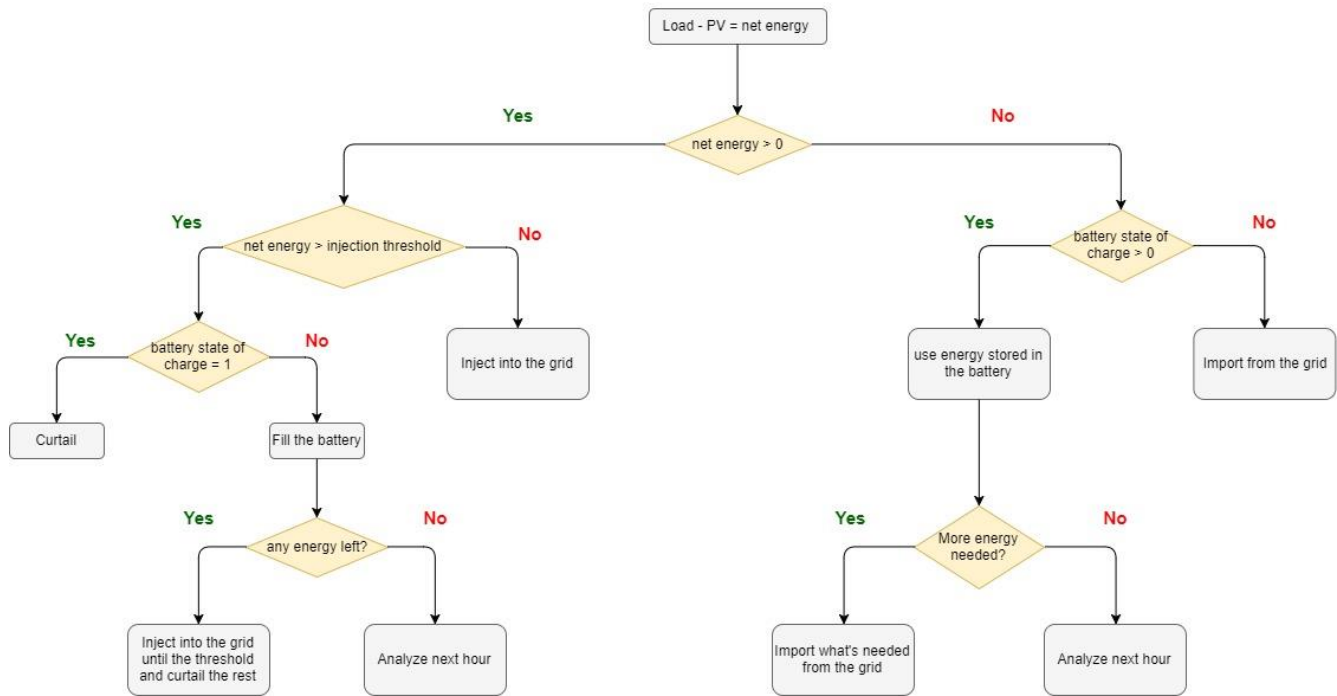 Load - PV = net energy
Yes
No
net energy > 0
Yes
net energy > injection threshold
No
Yes
battery state of
charge > 0
No
Yes
battery state of
charge = 1
No
Inject into the grid
use energy stored in
the battery
Import from the grid
Curtail
Fill the battery
Yes
any energy left?
No
Yes
More energy
needed?
No
Inject into the grid
until the threshold
and curtail the rest
Analyze next hour
Import what's needed
from the grid
Analyze next hour